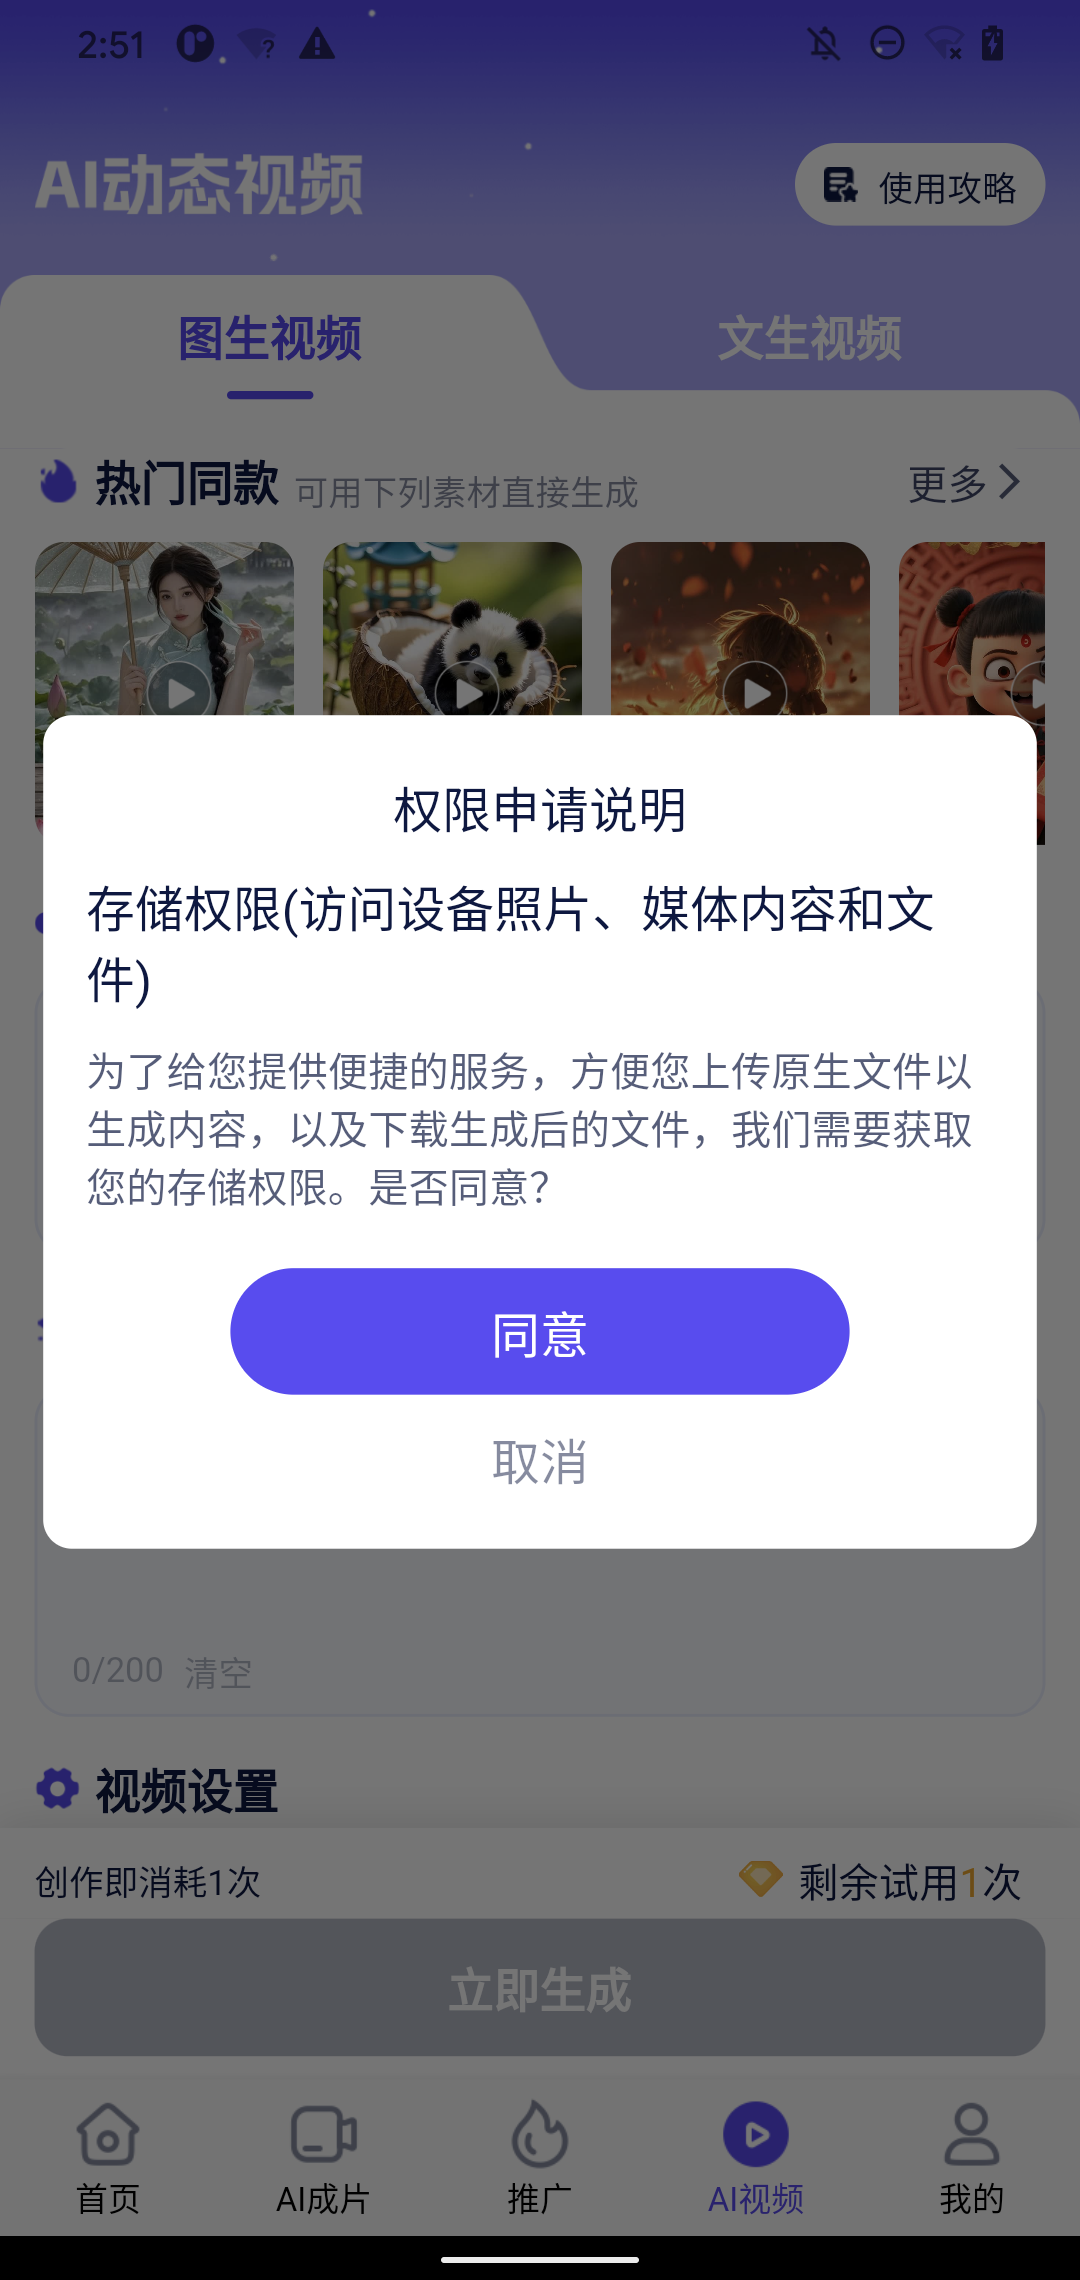 2:51
AI动态视频
使用攻略
图生视频
文生视频
热门同款 可用下列素材直接生成
更多
权限申请说明
存储权限(访问设备照片、媒体内容和文
件)
为了给您提供便捷的服务，方便您上传原生文件以
生成内容，以及下载生成后的文件，我们需要获取
您的存储权限。是否同意？
同意
取消
0/200 清空
视频设置
创作即消耗1次
剩余试用1次
立即生成
首页
AI成片
推广
AI视频
我的